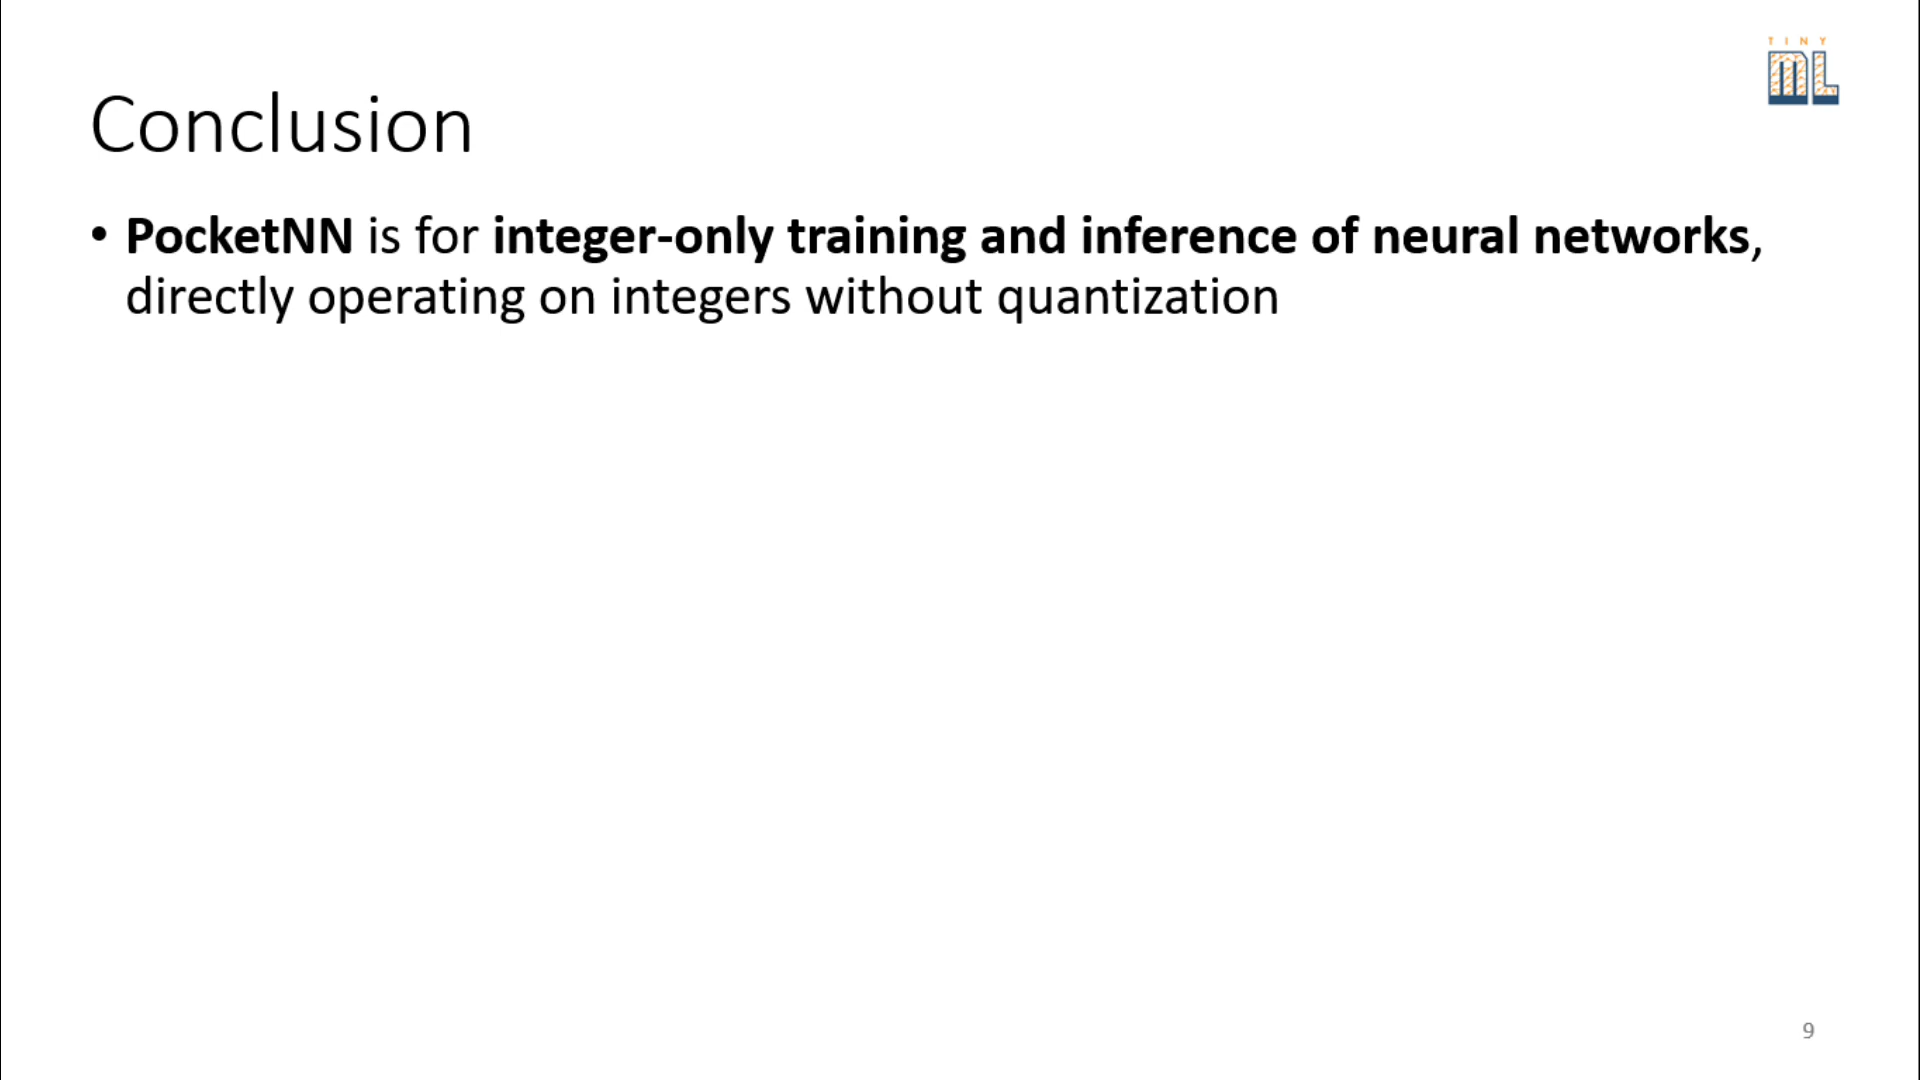 TINY
ML
Conclusion
• PocketNN is for integer-only training and inference of neural networks,
directly operating on integers without quantization
9